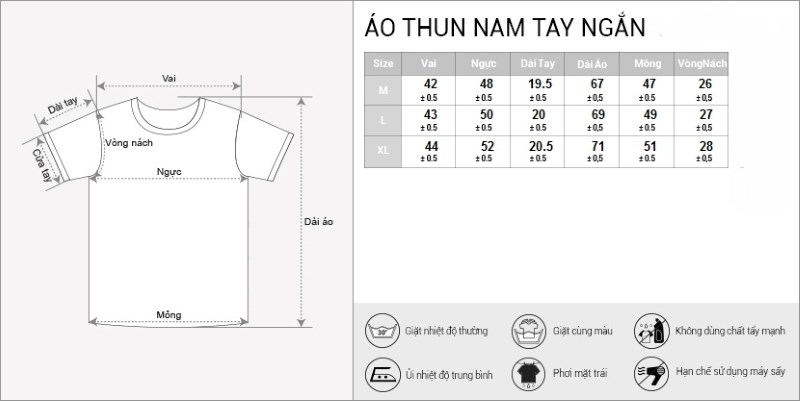 Vai
Dải tay
Vòng nách
Cửa tay
Ngực
Dải áo
Mông
ÁO THUN NAM TAY NGẮN
Size Vai Ngực Dải Tay Dải Áo Mông VòngNách
M 42 48 19.5 67 47 26
± 0.5 ± 0.5 ± 0.5 ± 0,5 ± 0.5 ± 0,5
L 43 50 20 69 49 27
± 0.5 ± 0.5 ± 0.5 ± 0,5 ± 0.5 ± 0,5
XL 44 52 20.5 71 51 28
± 0.5 ± 0.5 ± 0.5 ± 0,5 ± 0.5 ± 0,5
30° Giặt nhiệt độ thường
Giặt cùng màu
Không dùng chất tẩy mạnh
Ủi nhiệt độ trung bình
Phơi mặt trái
Hạn chế sử dụng máy sấy